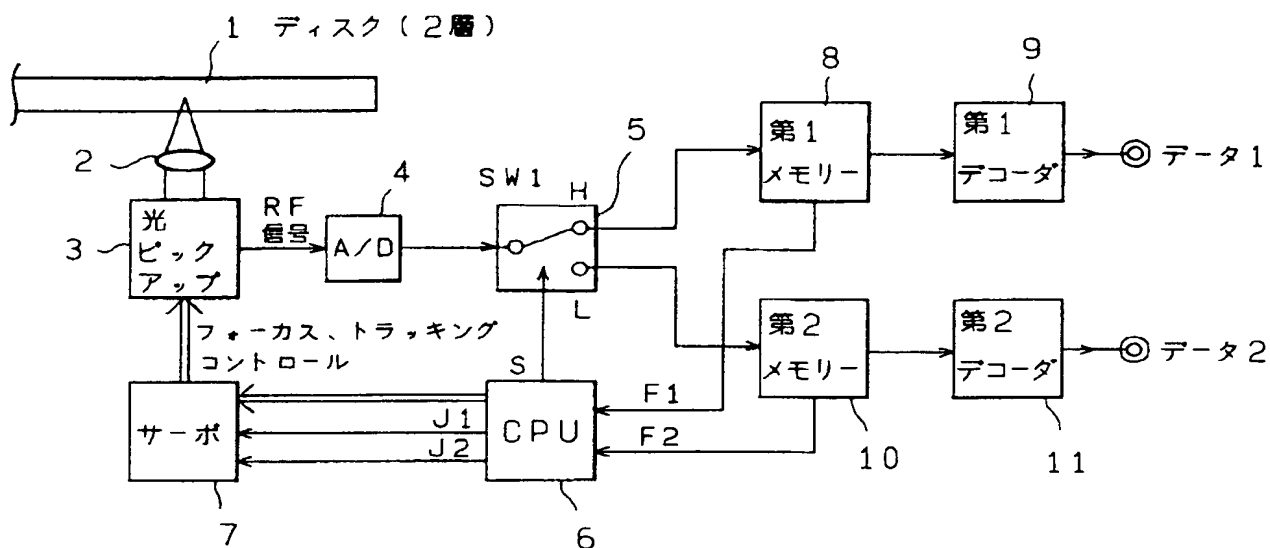 1 ディスク(2層)
2
光
ピック
アップ
3
RF
信号
4
A/D
SW1
5
H
L
8
第1
メモリー
9
第1
デコーダ
データ1
フォーカス、トラッキング
コントロール
S
サーボ
7
J1
J2
CPU
6
F1
F2
第2
メモリー
10
第2
デコーダ
11
データ2